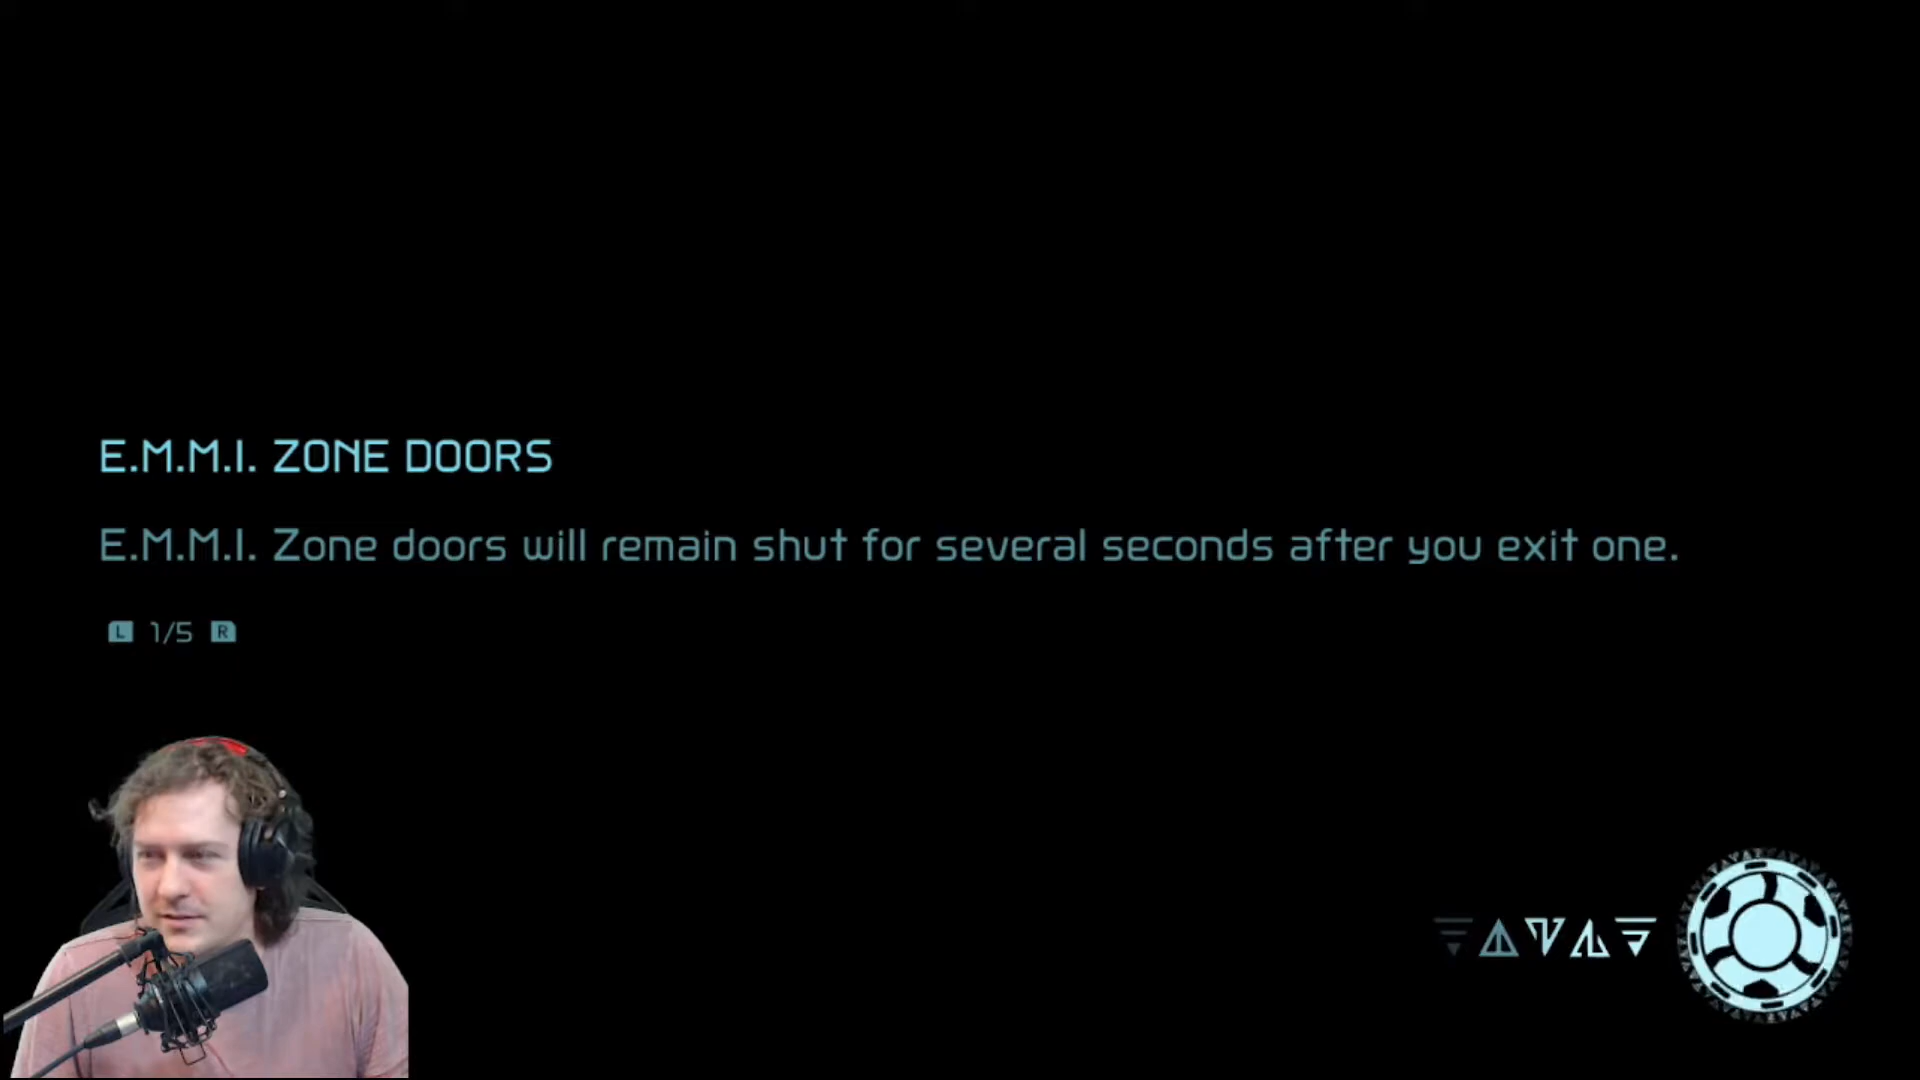 E.M.M.I. ZONE DOORS
E.M.M.I. Zone doors will remain shut for several seconds after you exit one.
L 1/5 R